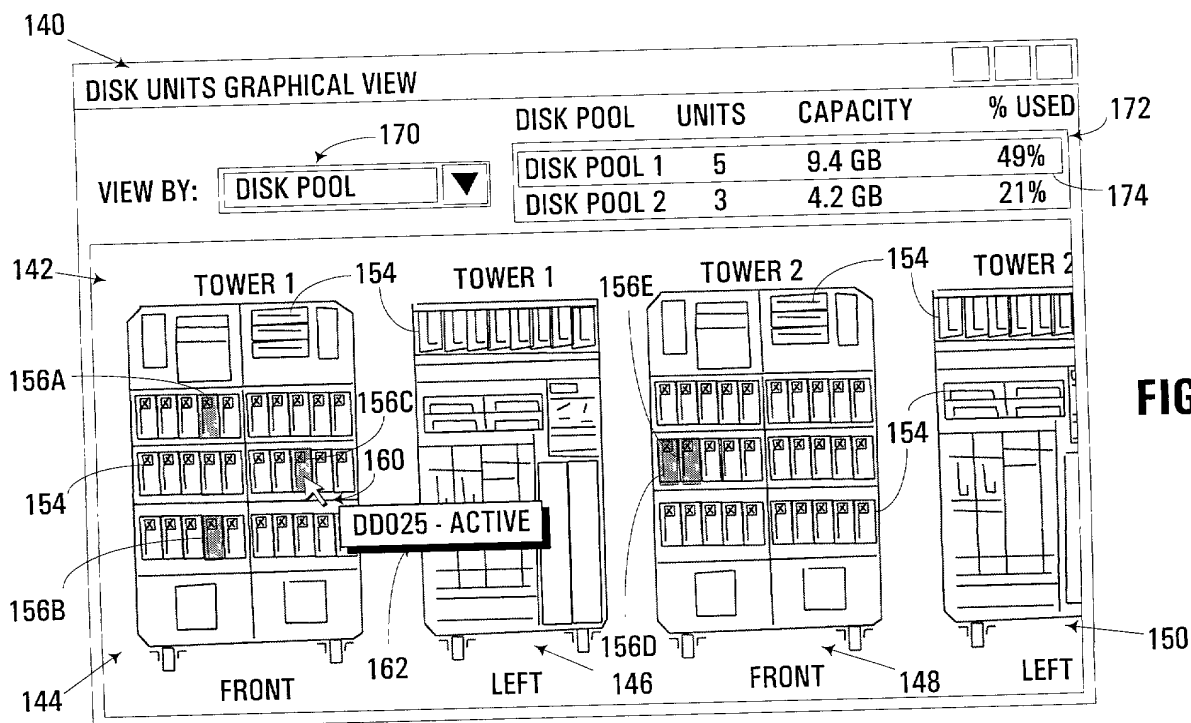 140
DISK UNITS GRAPHICAL VIEW
DISK POOL UNITS CAPACITY % USED
172
170
DISK POOL 1 5 9.4 GB 49%
VIEW BY: DISK POOL
DISK POOL 2 3 4.2 GB 21%
174
142
TOWER 1 154 TOWER 1 156E TOWER 2 154 TOWER 2
156A
156C
FIG
160
154
154
DD025 - ACTIVE
156B
162
156D
150
144
FRONT
LEFT
146
FRONT
148
LEFT